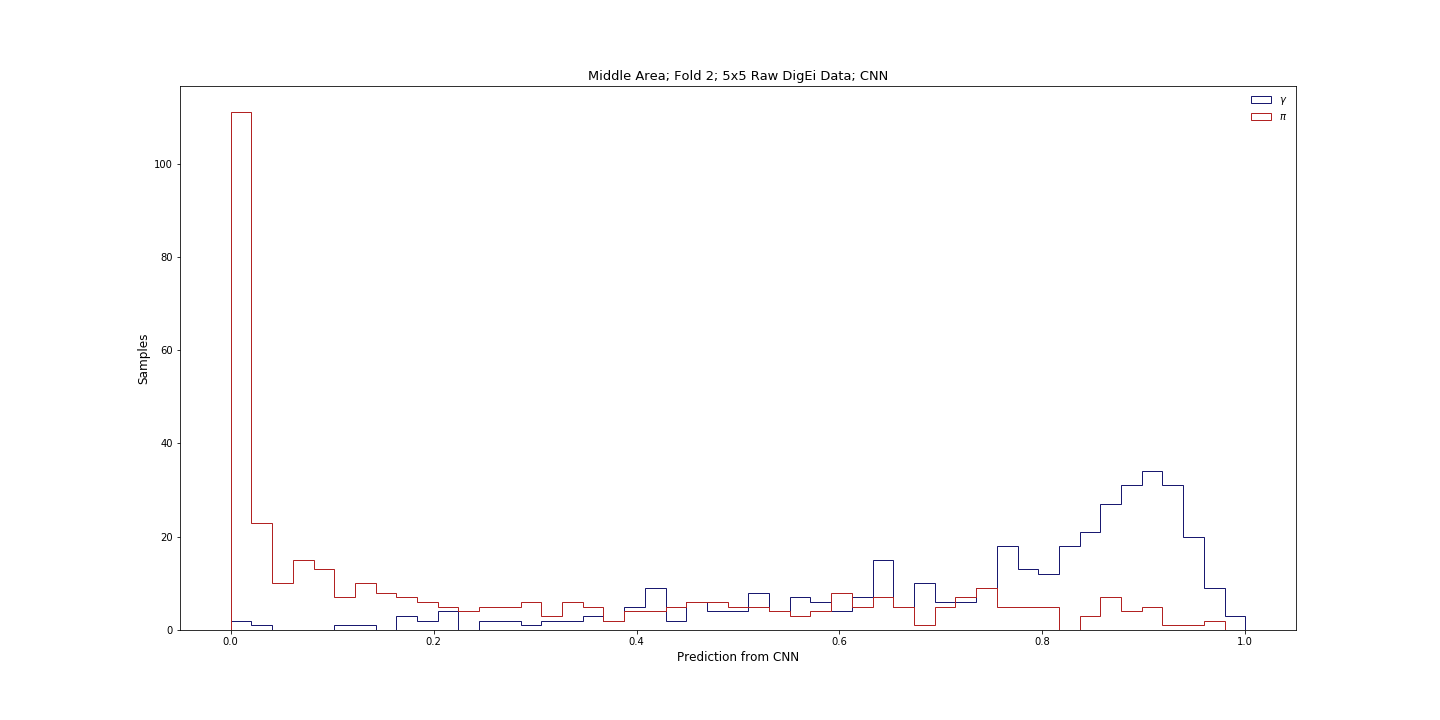 Middle Area; Fold 2; 5x5 Raw DigEi Data; CNN
γ
π
100
80
60
40
20
0
Samples
0.0 0.2 0.4 0.6 0.8 1.0
Prediction from CNN